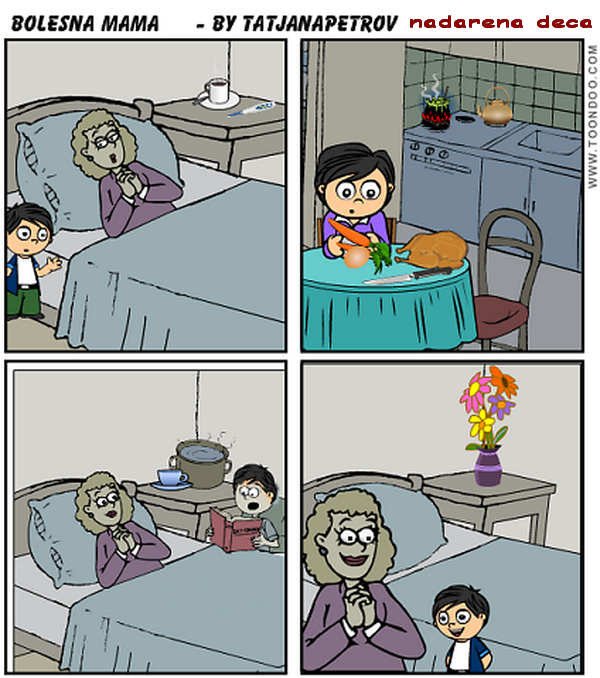 BOLESNA MAMA - BY TATJANAPETROV nadarena deca
WWW.TOONDOO.COM